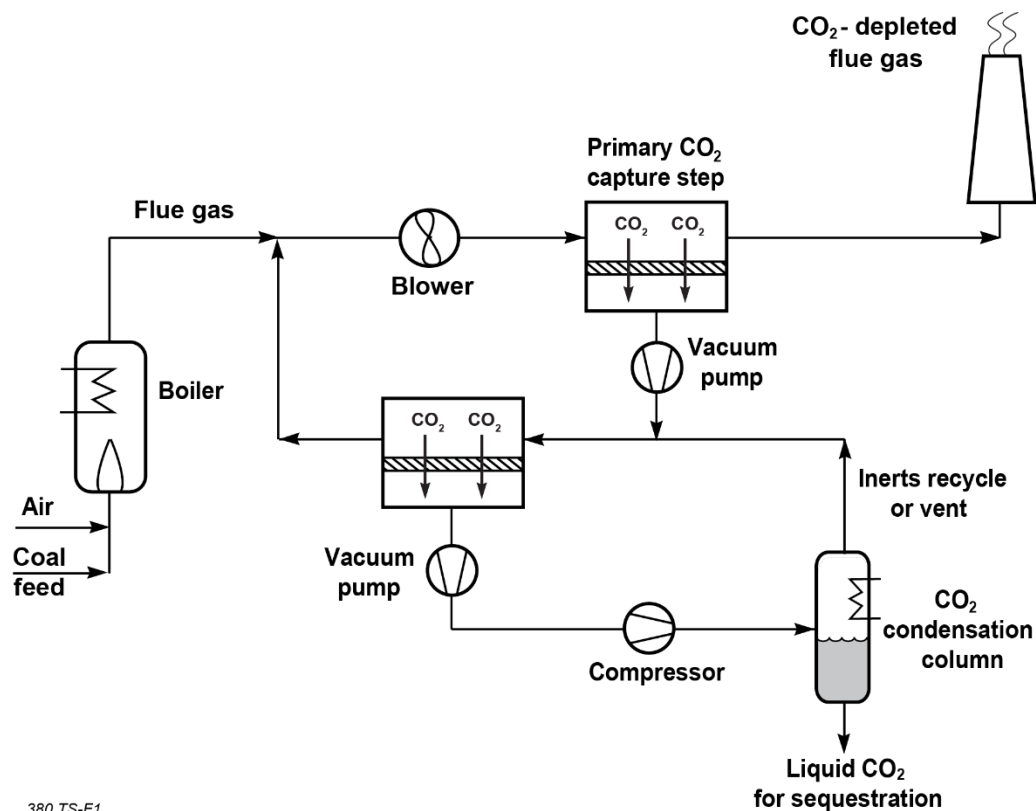 CO₂- depleted
flue gas
Primary CO₂
capture step
Flue gas
CO₂ CO₂
Blower
Vacuum
pump
Boiler
CO₂ CO₂
Inerts recycle
or vent
Air
Coal
feed
Vacuum
pump
CO₂
condensation
column
Compressor
Liquid CO₂
for sequestration
380 TS-F1